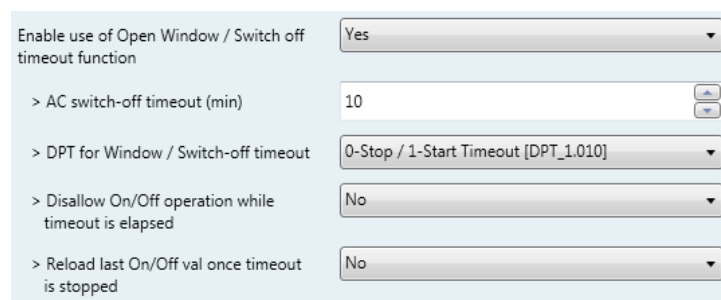 Enable use of Open Window / Switch off
timeout function
Yes
> AC switch-off timeout (min)
10
> DPT for Window / Switch-off timeout
0-Stop / 1-Start Timeout [DPT_1.010]
> Disallow On/Off operation while
timeout is elapsed
No
> Reload last On/Off val once timeout
is stopped
No